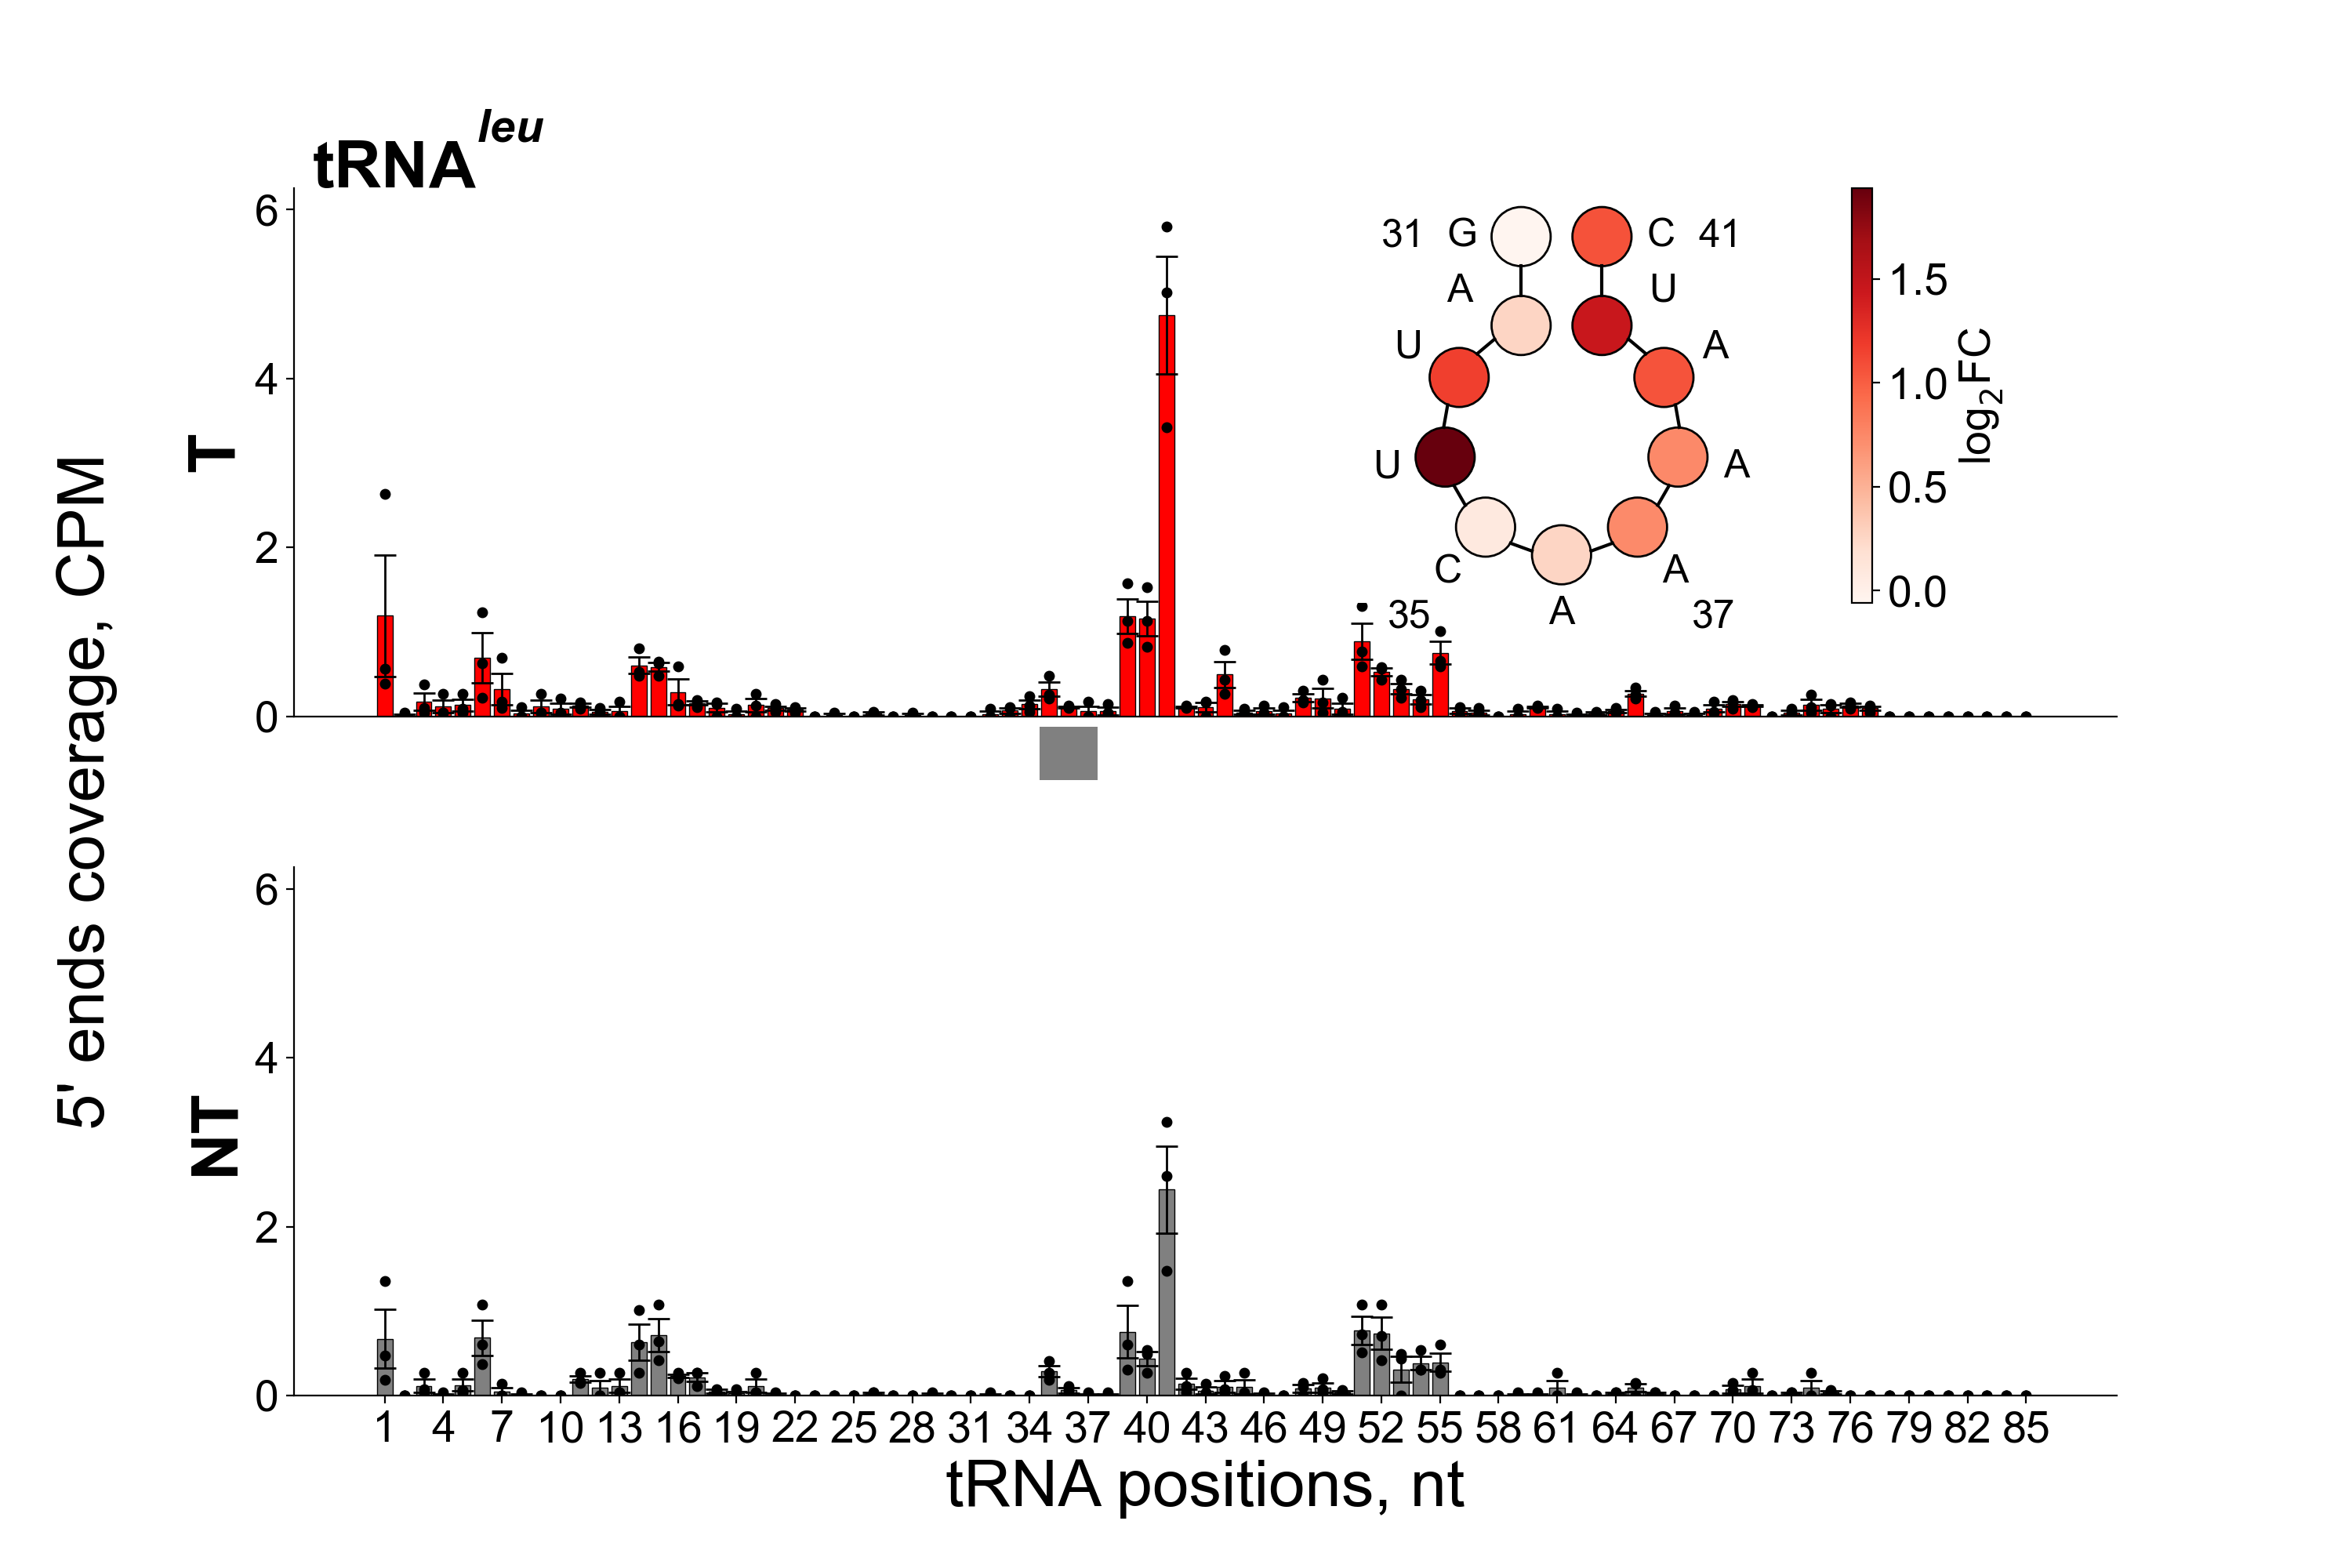 tRNA^leu
6
4
2
0
T
31 G C 41
A U
U A
U A
C A
35 A 37
1.5
1.0
0.5
0.0
log₂FC
5' ends coverage, CPM
6
4
2
0
NT
1 4 7 10 13 16 19 22 25 28 31 34 37 40 43 46 49 52 55 58 61 64 67 70 73 76 79 82 85
tRNA positions, nt